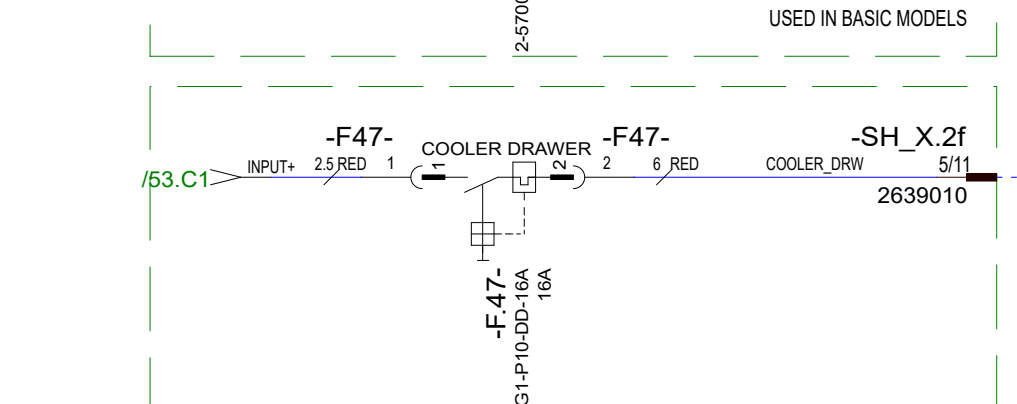 2-5700
USED IN BASIC MODELS
-F47-
COOLER DRAWER
-F47-
-SH_X.2f
/53.C1
INPUT+
2.5 RED
1
1
2
2
6 RED
COOLER_DRW
5/11
2639010
-F.47-
G1-P10-DD-16A
16A